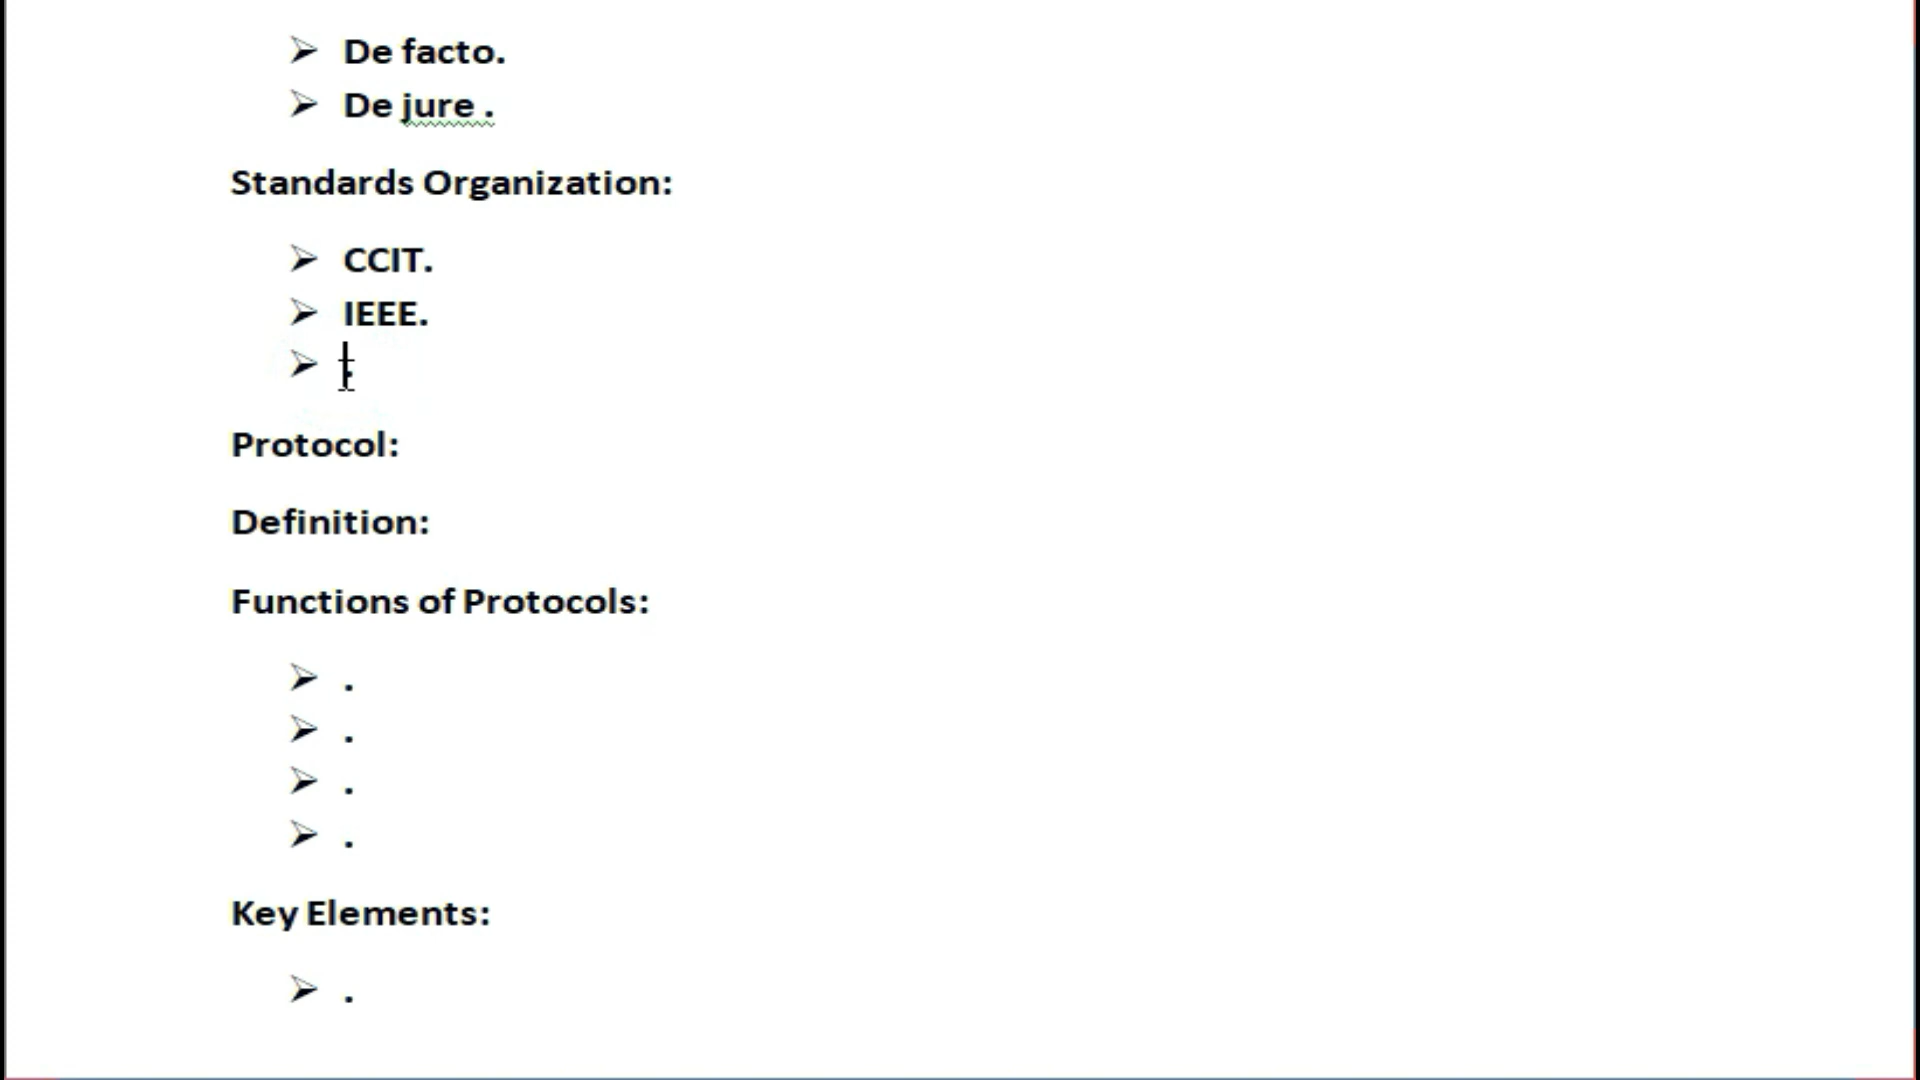 ➢ De facto.
➢ De jure .
Standards Organization:
➢ CCIT.
➢ IEEE.
➢ .
Protocol:
Definition:
Functions of Protocols:
➢ .
➢ .
➢ .
➢ .
Key Elements:
➢ .